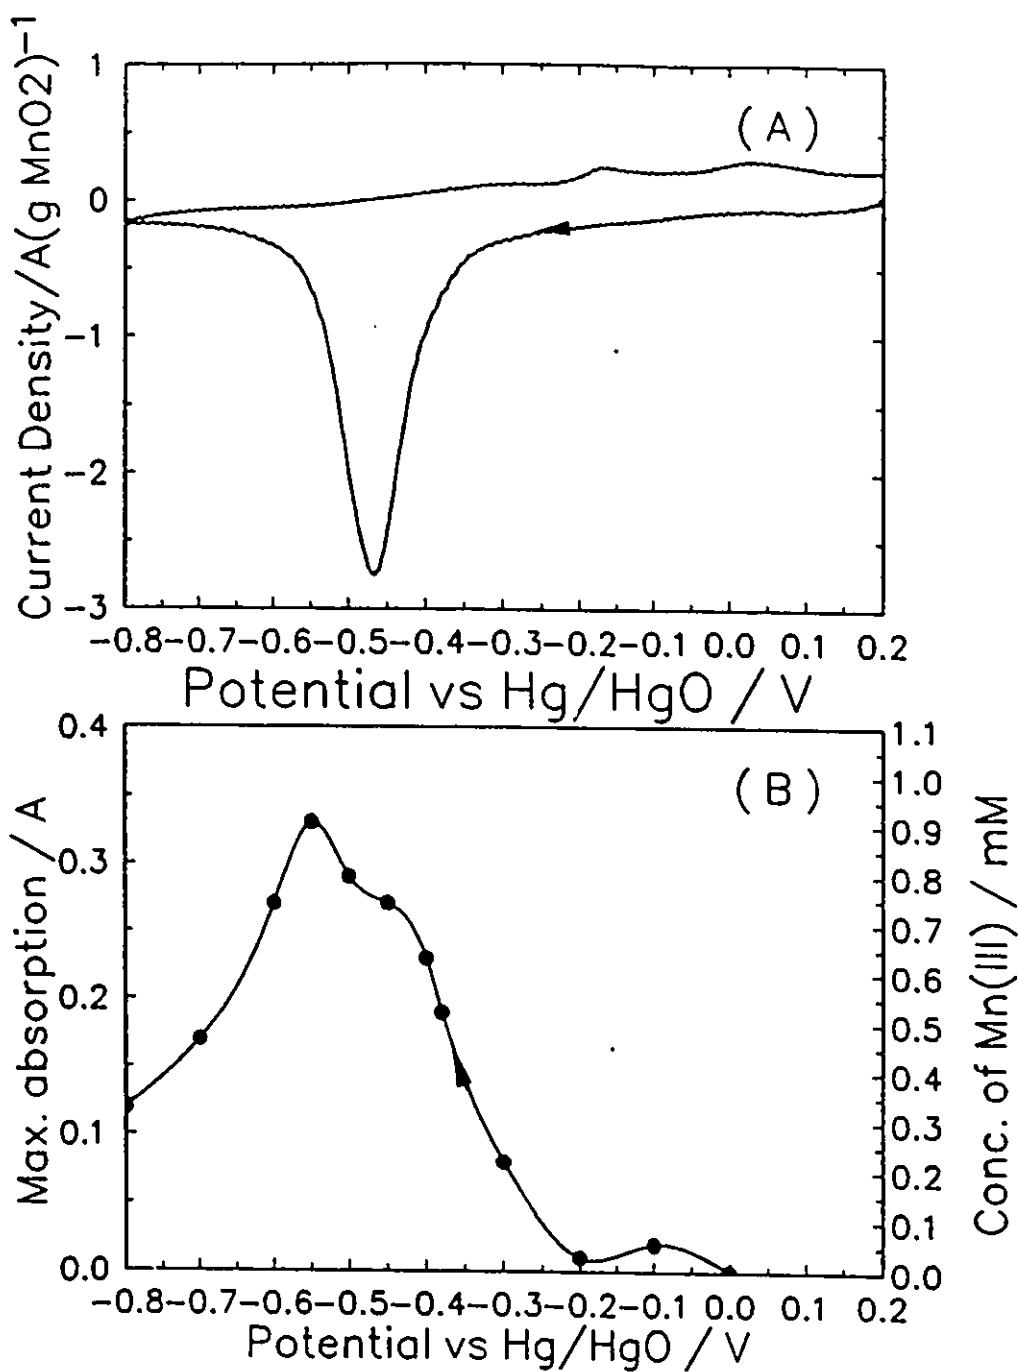 Current Density/A(g MnO2)⁻¹
1
0
-1
-2
-3
(A)
-0.8-0.7-0.6-0.5-0.4-0.3-0.2-0.1 0.0 0.1 0.2
Potential vs Hg/HgO / V
Max. absorption / A
0.4
0.3
0.2
0.1
0.0
(B)
1.1
1.0
0.9
0.8
0.7
0.6
0.5
0.4
0.3
0.2
0.1
0.0
Conc. of Mn(III) / mM
-0.8-0.7-0.6-0.5-0.4-0.3-0.2-0.1 0.0 0.1 0.2
Potential vs Hg/HgO / V